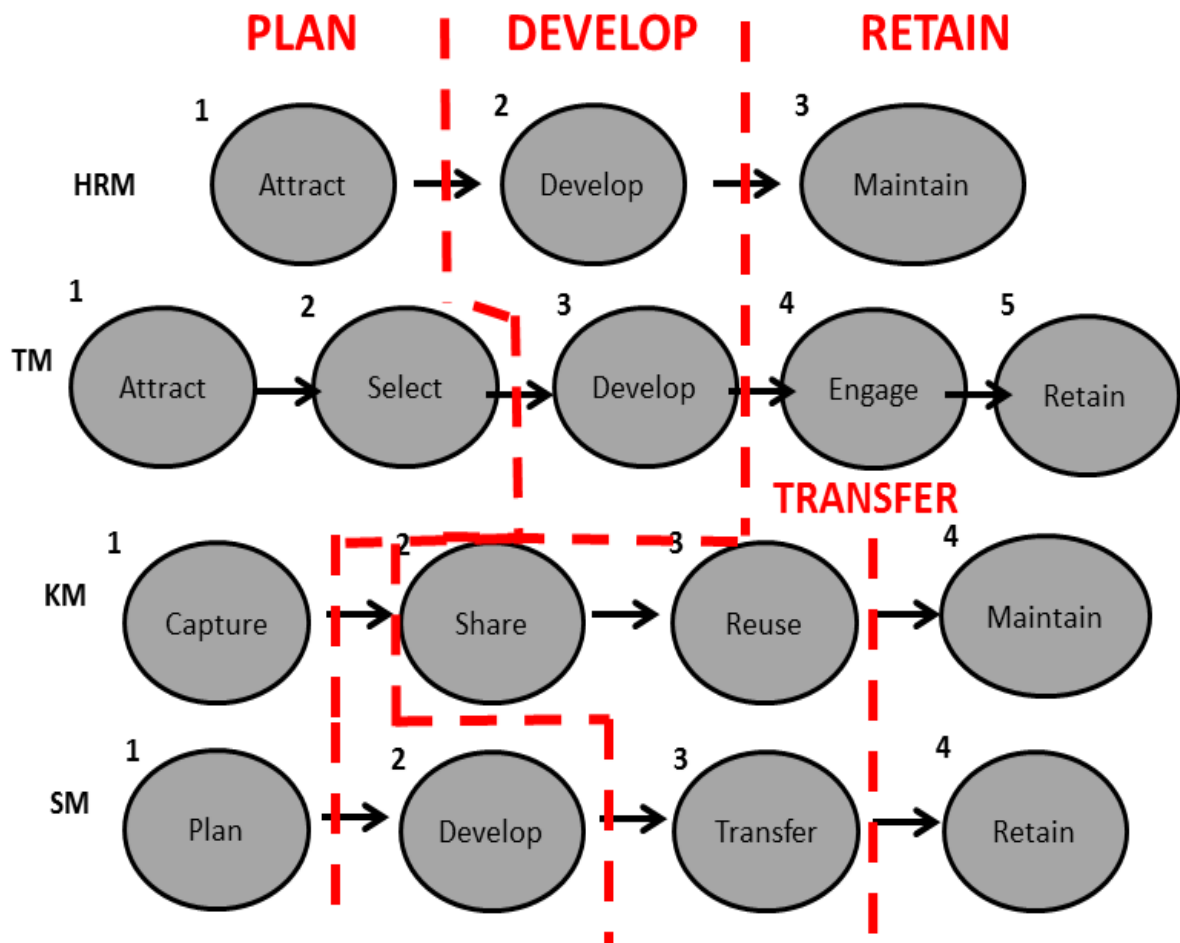 PLAN DEVELOP RETAIN
1 2 3
HRM Attract Develop Maintain
1 2 3 4 5
TM Attract Select Develop Engage Retain
TRANSFER
1 2 3 4
KM Capture Share Reuse Maintain
1 2 3 4
SM Plan Develop Transfer Retain